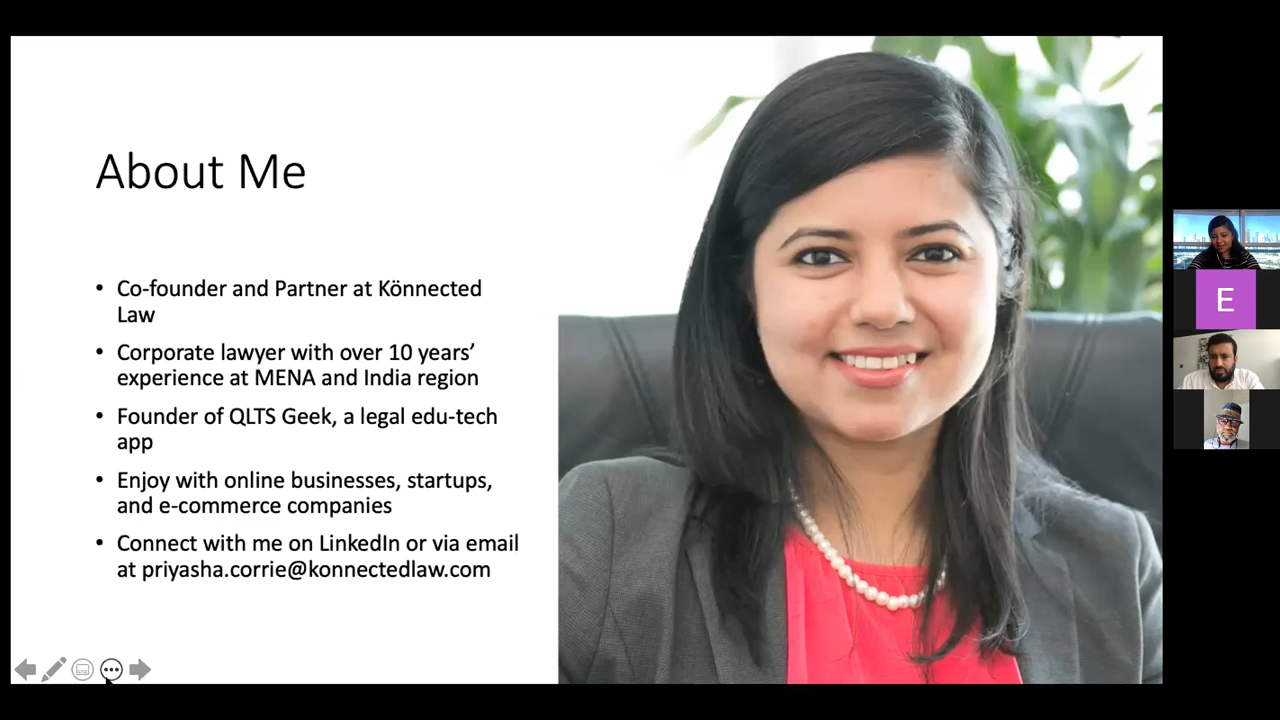 About Me
• Co-founder and Partner at Könnected
Law
• Corporate lawyer with over 10 years’
experience at MENA and India region
• Founder of QLTS Geek, a legal edu-tech
app
• Enjoy with online businesses, startups,
and e-commerce companies
• Connect with me on LinkedIn or via email
at priyasha.corrie@konnectedlaw.com
E